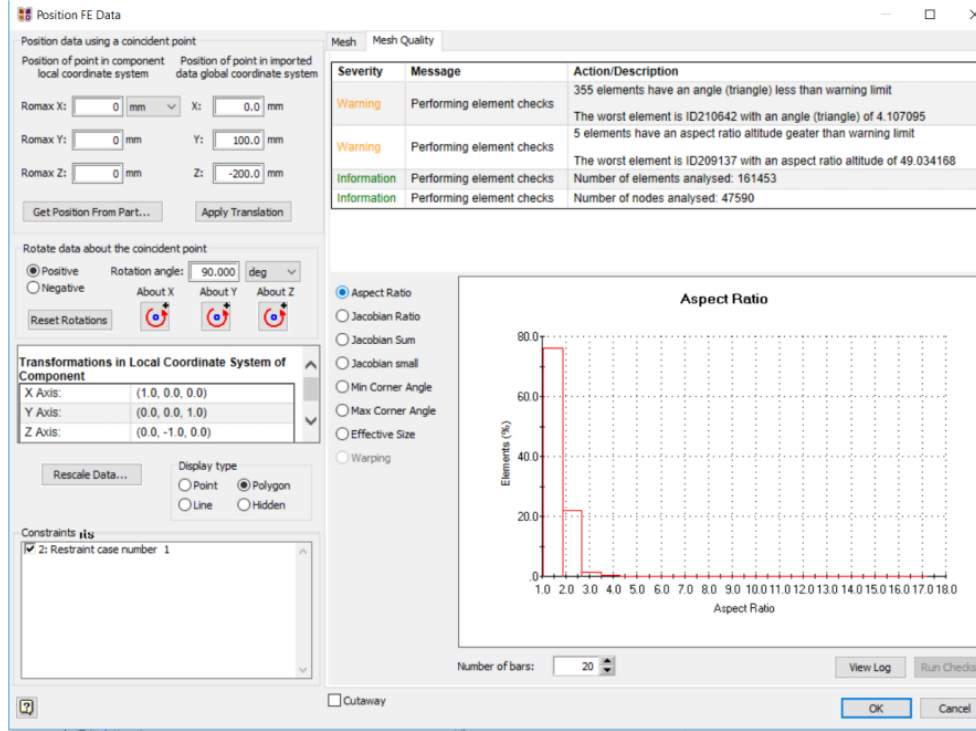 Position FE Data
Position data using a coincident point
Position of point in component local coordinate system
Position of point in imported data global coordinate system
Romax X: 0 mm X: 0.0 mm
Romax Y: 0 mm Y: 100.0 mm
Romax Z: 0 mm Z: -200.0 mm
Get Position From Part... Apply Translation
Rotate data about the coincident point
Positive Rotation angle: 90.000 deg
Negative About X About Y About Z
Reset Rotations
Transformations in Local Coordinate System of
Component
X Axis: (1.0, 0.0, 0.0)
Y Axis: (0.0, 0.0, 1.0)
Z Axis: (0.0, -1.0, 0.0)
Rescale Data...
Display type
Point Polygon
Line Hidden
Constraints
2: Restraint case number 1
Mesh Mesh Quality
Severity Message Action/Description
Warning Performing element checks 355 elements have an angle (triangle) less than warning limit
The worst element is ID210642 with an angle (triangle) of 4.107095
Warning Performing element checks 5 elements have an aspect ratio altitude geater than warning limit
The worst element is ID209137 with an aspect ratio altitude of 49.034168
Information Performing element checks Number of elements analysed: 161453
Information Performing element checks Number of nodes analysed: 47590
Aspect Ratio
Jacobian Ratio
Jacobian Sum
Jacobian small
Min Corner Angle
Max Corner Angle
Effective Size
Warping
Aspect Ratio
Elements (%)
80.0
60.0
40.0
20.0
.0
1.0 2.0 3.0 4.0 5.0 6.0 7.0 8.0 9.0 10.0 11.0 12.0 13.0 14.0 15.0 16.0 17.0 18.0
Aspect Ratio
Number of bars: 20
View Log Run Checks
Cutaway
OK Cancel